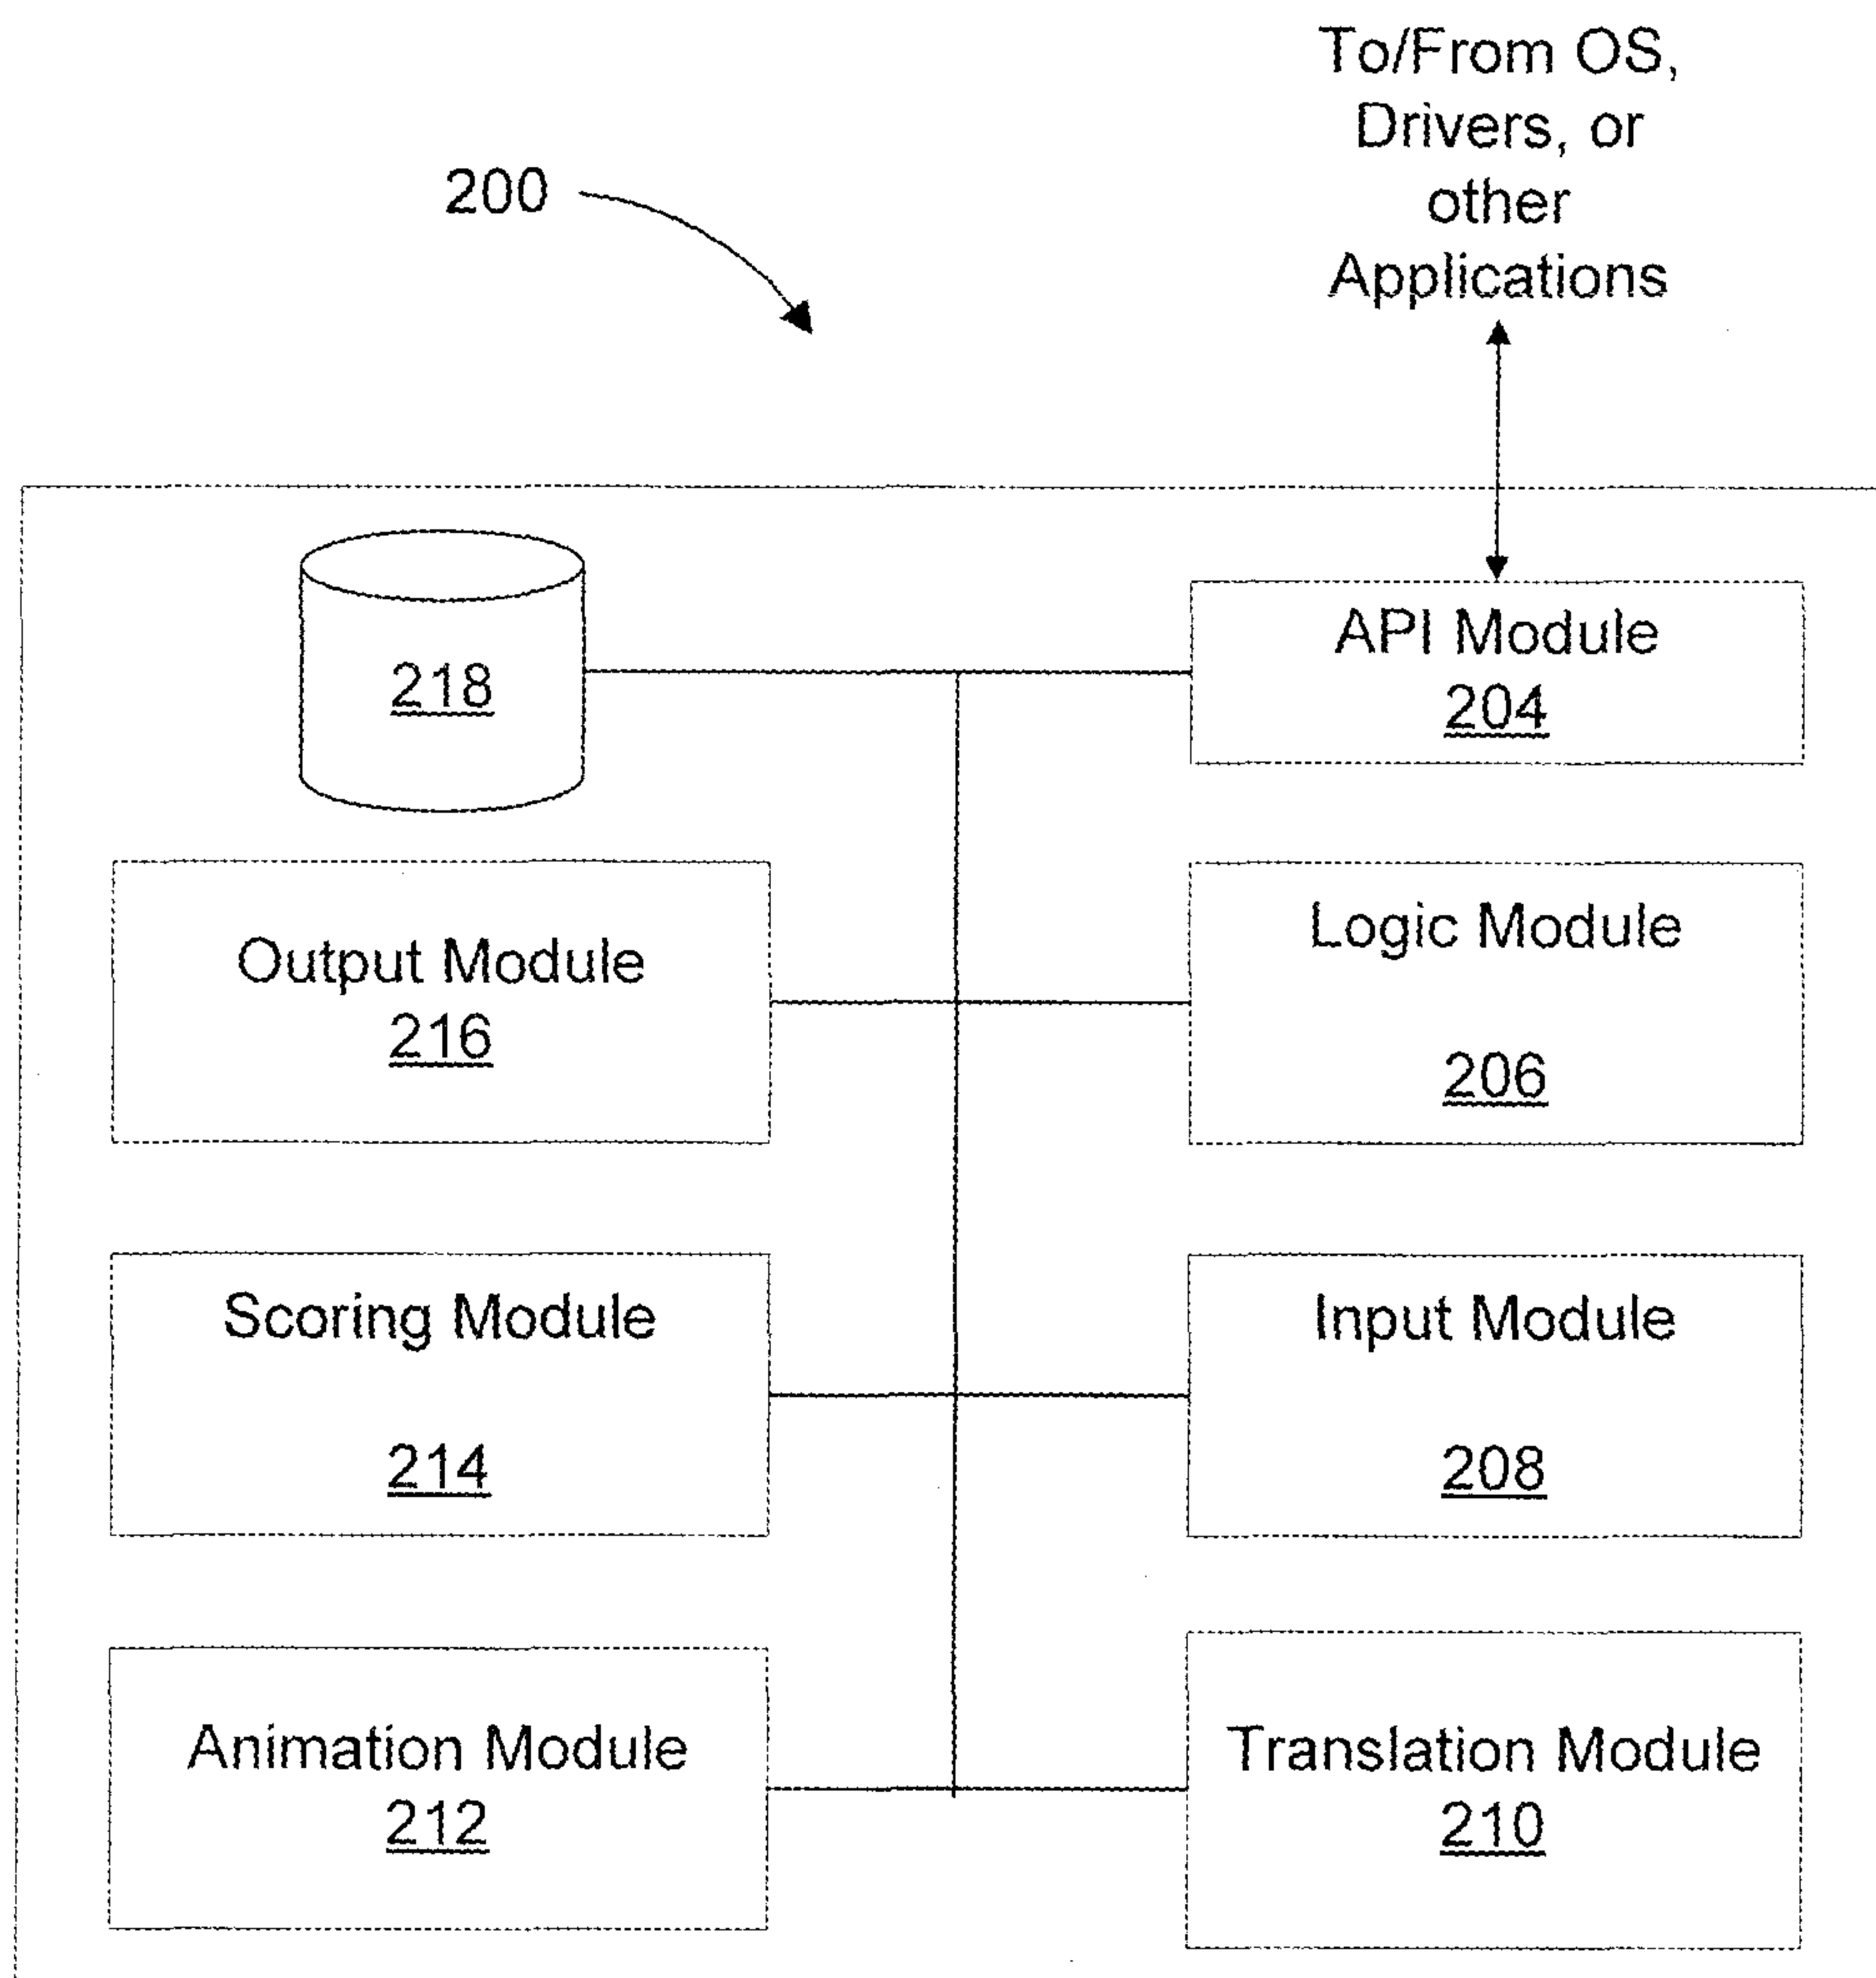 To/From OS,
Drivers, or
other
Applications
200
218
API Module
204
Output Module
216
Logic Module
206
Scoring Module
214
Input Module
208
Animation Module
212
Translation Module
210